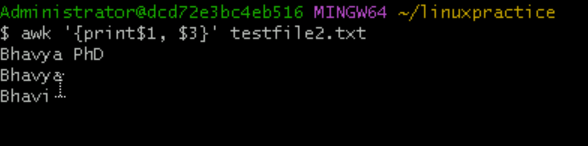 Administrator@dcd72e3bc4eb516 MINGW64 ~/linuxpractice
$ awk '{print$1, $3}' testfile2.txt
Bhavya PhD
Bhavya
Bhavi